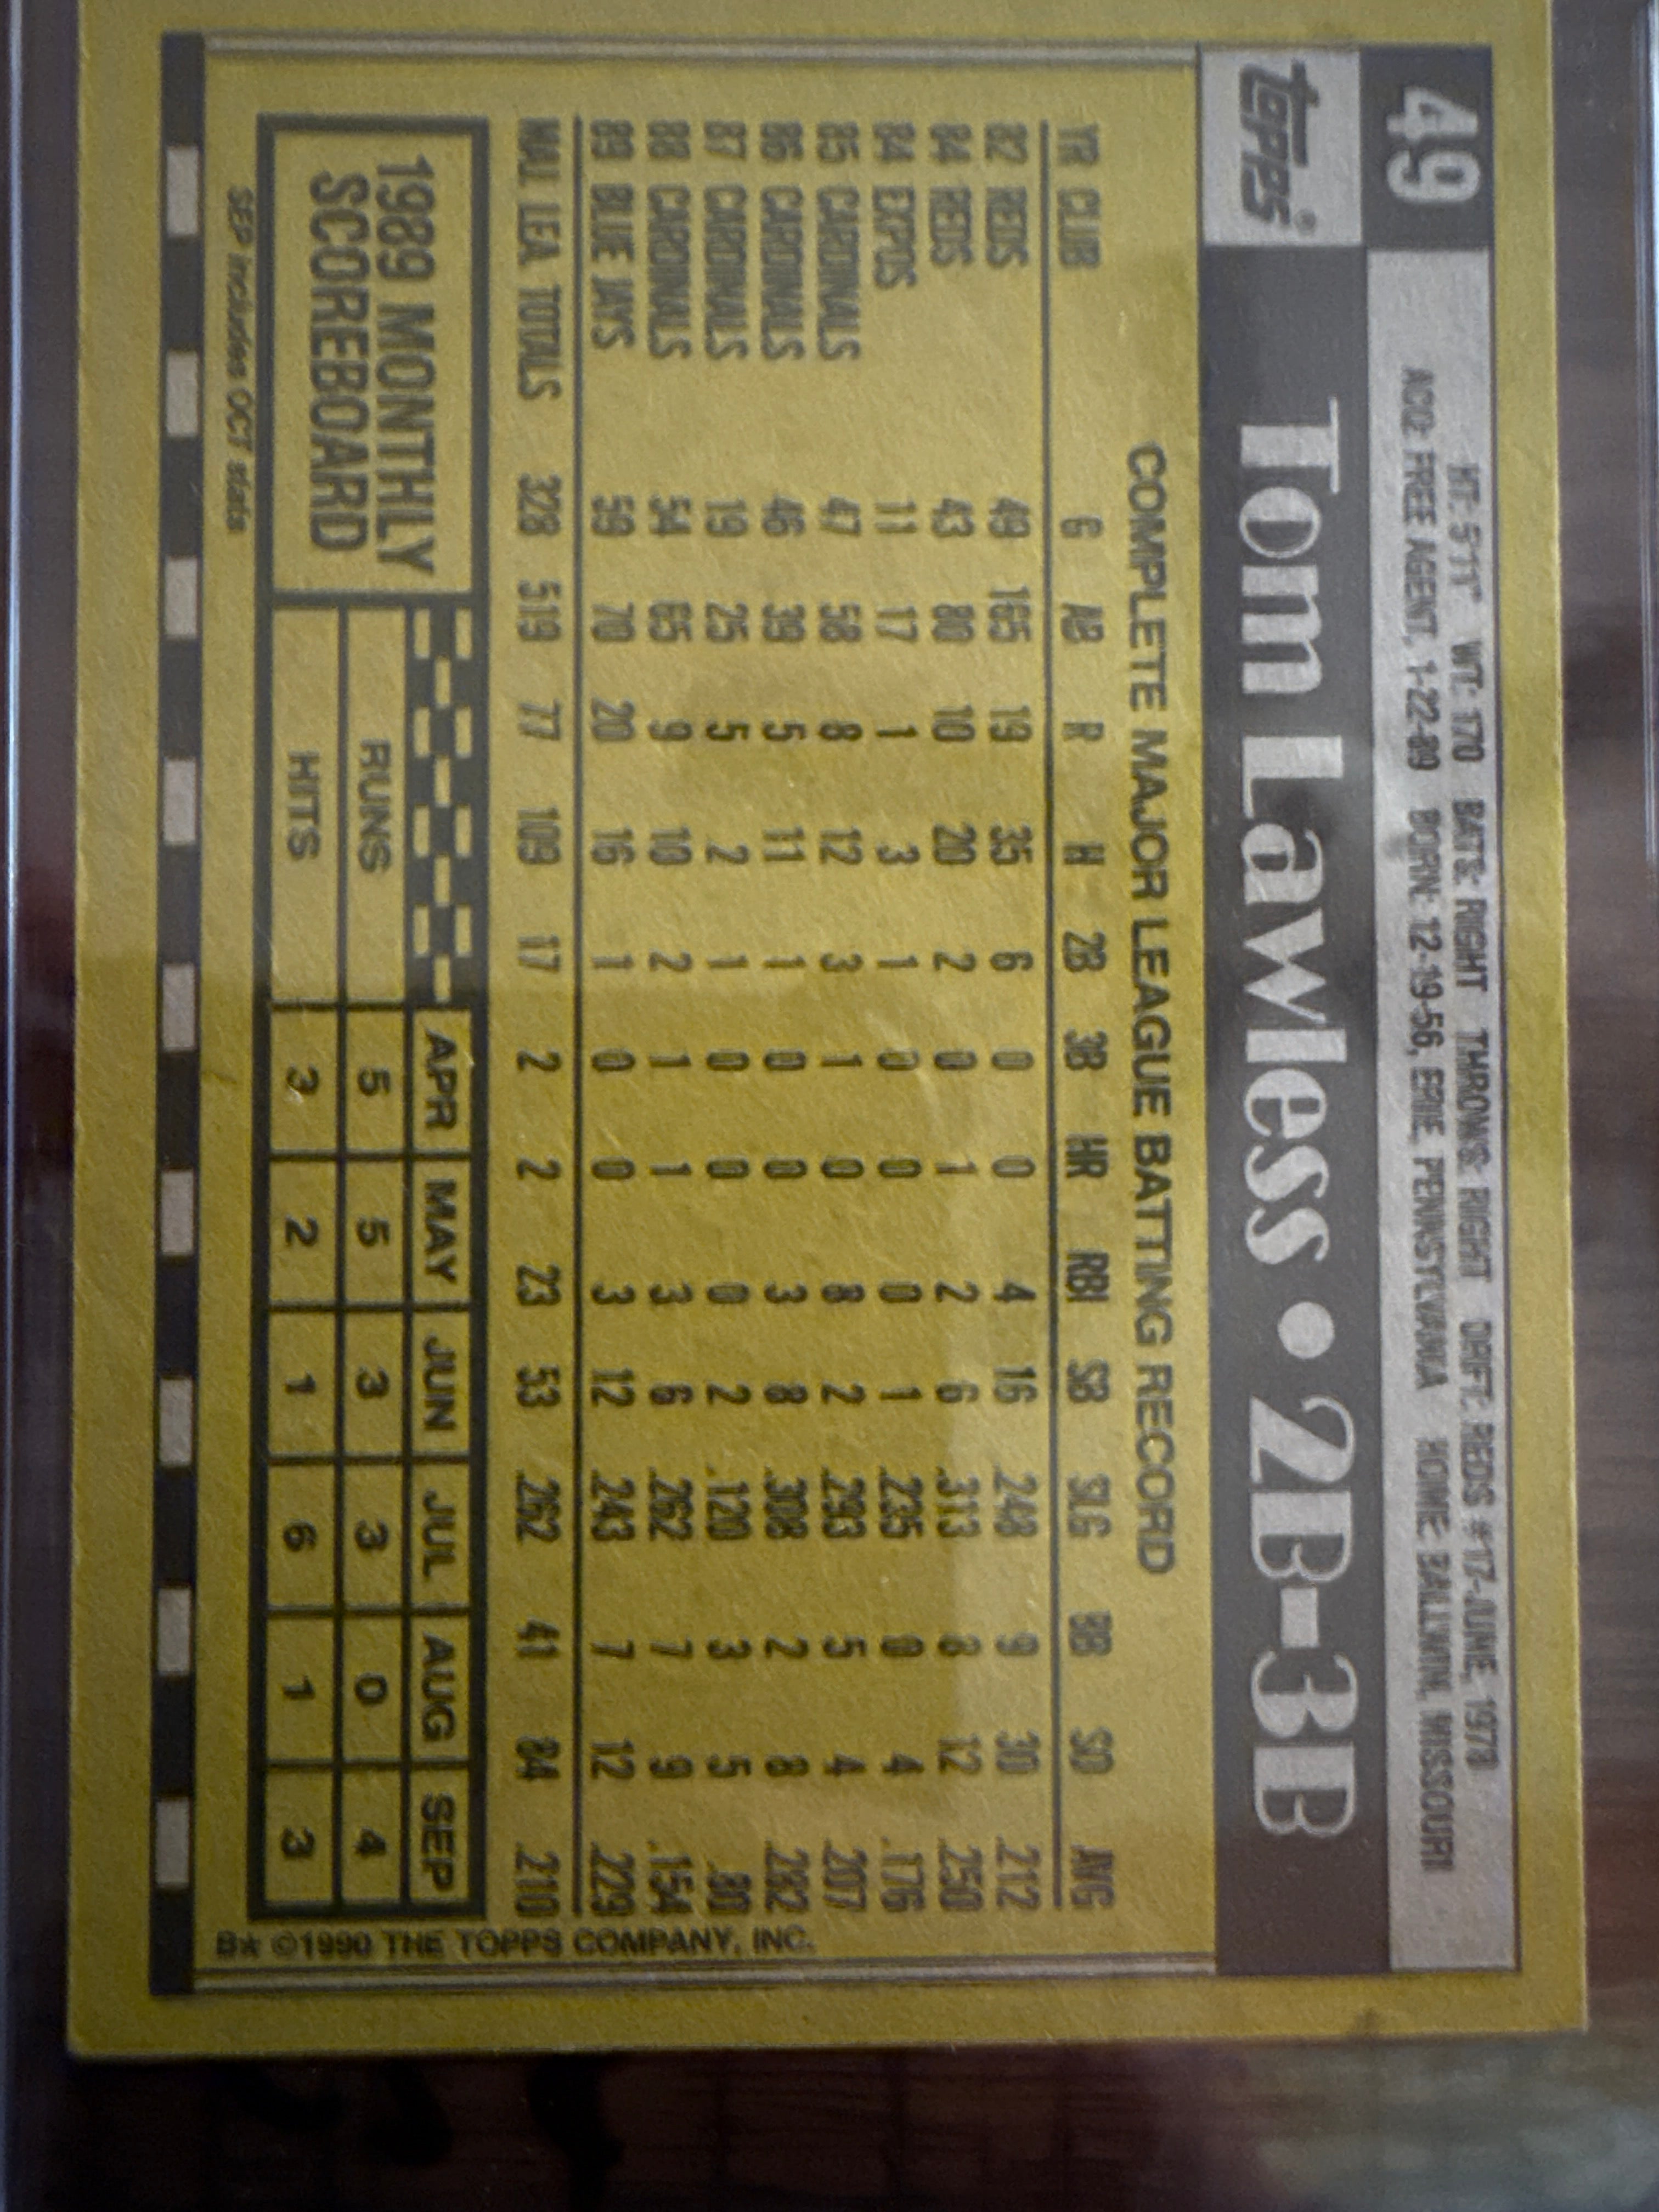 49
HT: 5'11" WT: 170 BATS: RIGHT THROWS: RIGHT DRFT: REDS #17-JUNE, 1978
ACQ: FREE AGENT, 1-22-89 BORN: 12-19-56, ERIE, PENNSYLVANIA HOME: BALLWIN, MISSOURI
topps®
Tom Lawless • 2B-3B
COMPLETE MAJOR LEAGUE BATTING RECORD
YR CLUB G AB R H 2B 3B HR RBI SB SLG BB SO AVG
82 REDS 49 165 19 35 6 0 0 4 16 .248 9 30 .212
84 REDS 43 80 10 20 2 0 1 2 6 .313 8 12 .250
84 EXPOS 11 17 1 3 1 0 0 0 1 .235 0 4 .176
85 CARDINALS 47 58 8 12 3 1 0 8 2 .293 5 4 .207
86 CARDINALS 46 39 5 11 1 0 0 3 8 .308 2 8 .282
87 CARDINALS 19 25 5 2 1 0 0 0 2 .120 3 5 .80
88 CARDINALS 54 65 9 10 2 1 1 3 6 .262 7 9 .154
89 BLUE JAYS 59 70 20 16 1 0 0 3 12 .243 7 12 .229
MAJ LEA TOTALS 328 519 77 109 17 2 2 23 53 .262 41 84 .210
1989 MONTHLY
SCOREBOARD
APR MAY JUN JUL AUG SEP
RUNS 5 5 3 3 0 4
HITS 3 2 1 6 1 3
SEP includes OCT stats
B* ©1990 THE TOPPS COMPANY, INC.